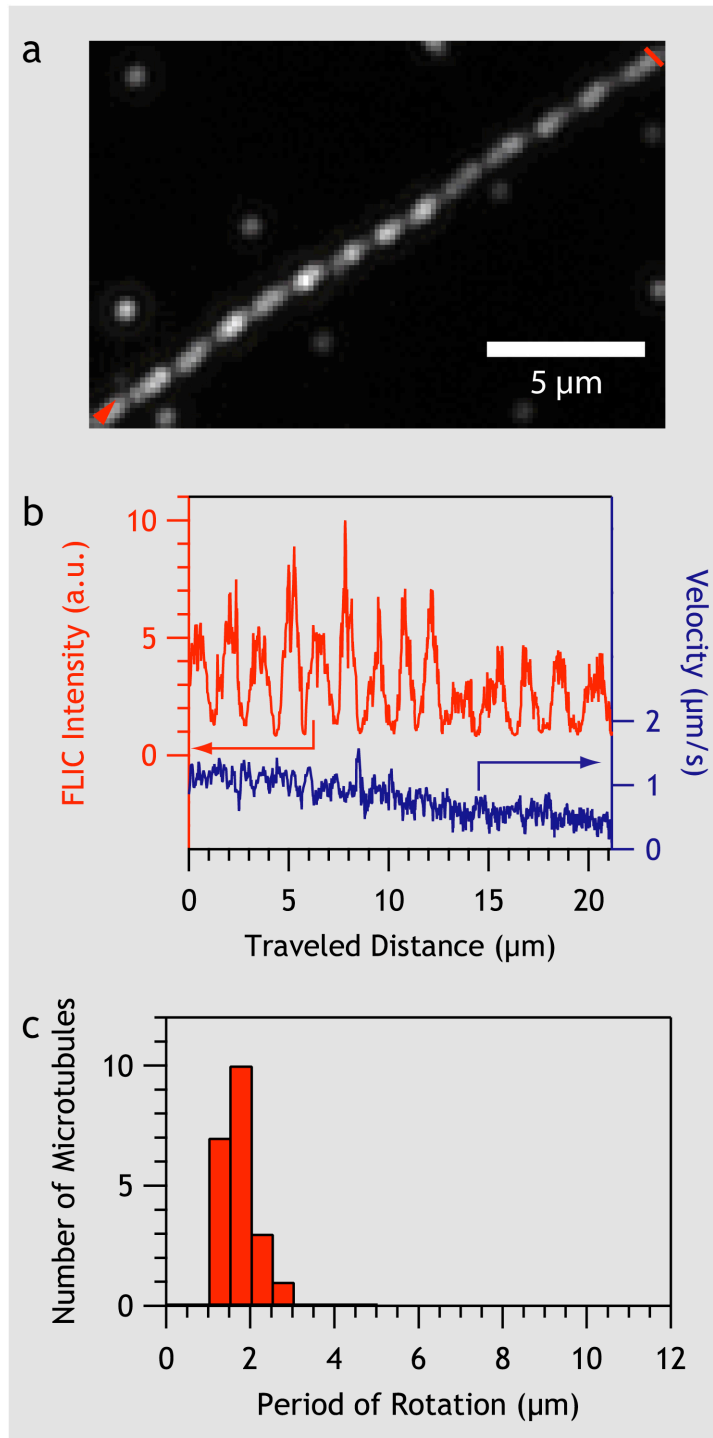 a
5 µm
b
10
5
0
FLIC Intensity (a.u.)
2
1
0
Velocity (µm/s)
0 5 10 15 20
Traveled Distance (µm)
c
10
5
0
Number of Microtubules
0 2 4 6 8 10 12
Period of Rotation (µm)